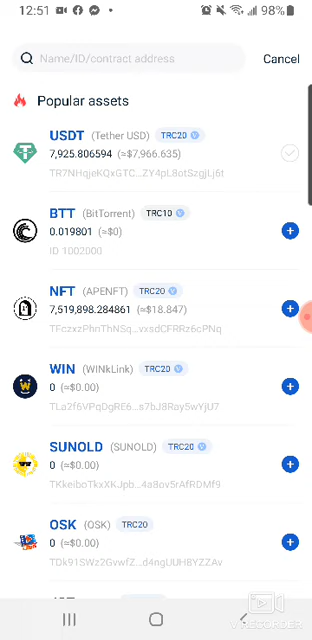 12:51
98%
Name/ID/contract address
Cancel
Popular assets
USDT (Tether USD) TRC20
7,925.806594 (≈$7,966.635)
TR7NHqjeKQxGTC...ZY4pL8otSzgjLj6t
BTT (BitTorrent) TRC10
0.019801 (≈$0)
ID 1002000
NFT (APENFT) TRC20
7,519,898.284861 (≈$18.847)
TFczxzPhnThNSq...vxsdCFRRz6cPNq
WIN (WINkLink) TRC20
0 (≈$0.00)
TLa2f6VPqDgRE6...s7bJ8Ray5wYjU7
SUNOLD (SUNOLD) TRC20
0 (≈$0.00)
TKkeiboTkxXKJpb...4a8ov5rAfRDMf9
OSK (OSK) TRC20
0 (≈$0.00)
TDk91SWz2GvwfZ...d4ngUUH8YZZAv
V RECORDER